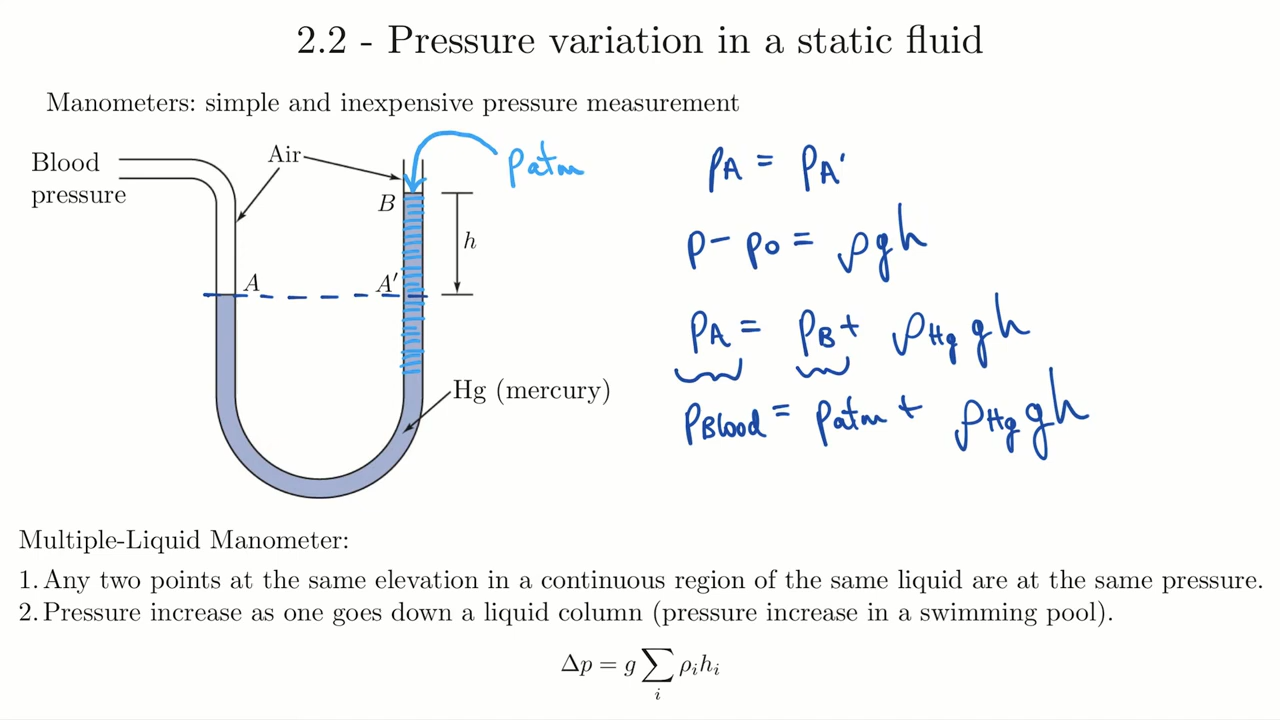 2.2 - Pressure variation in a static fluid
Manometers: simple and inexpensive pressure measurement
Blood
pressure
Air
patm
B
h
A
A′
Hg (mercury)
pA = pA'
p - po = ρgh
pA = pB + ρHg gh
pBlood = patm + ρHg gh
Multiple-Liquid Manometer:
1. Any two points at the same elevation in a continuous region of the same liquid are at the same pressure.
2. Pressure increase as one goes down a liquid column (pressure increase in a swimming pool).
Δp = g∑ᵢ ρᵢhᵢ